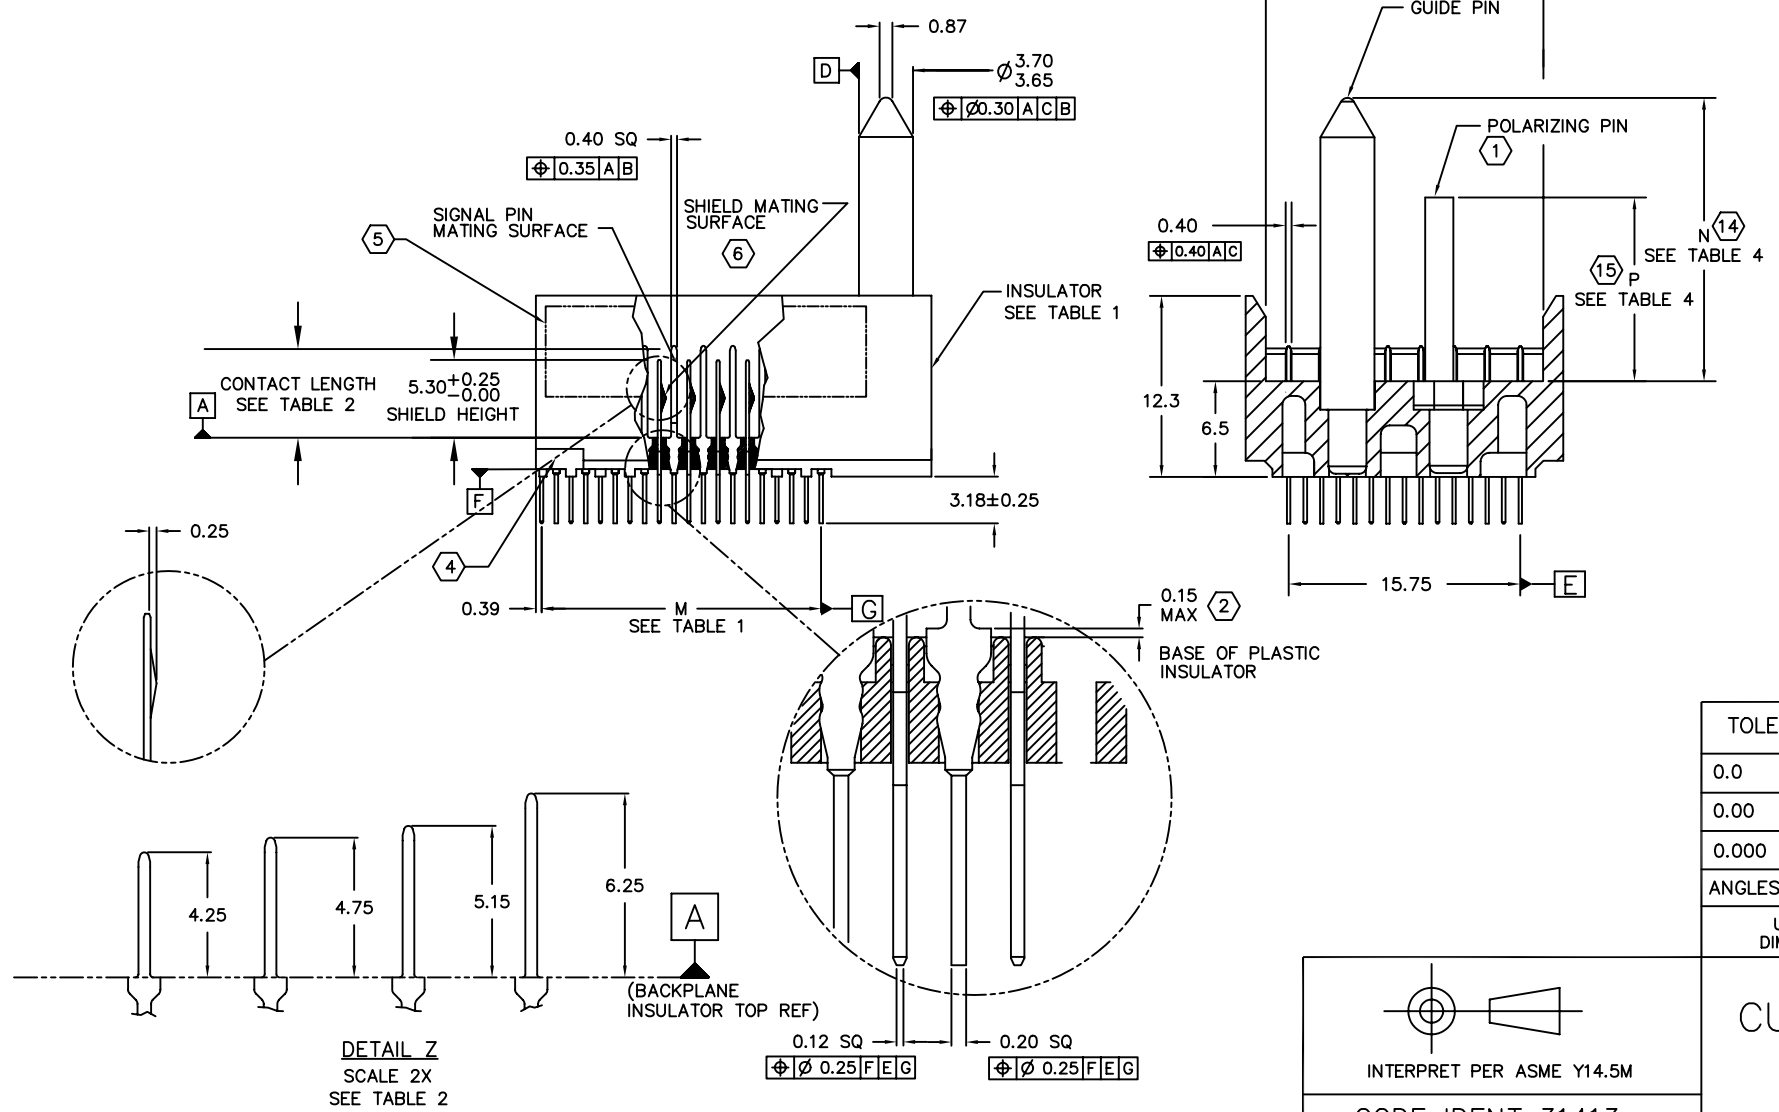 GUIDE PIN
0.87
D
Ø 3.70
3.65
⌖ Ø0.30 A C B
0.40 SQ
⌖ 0.35 A B
POLARIZING PIN
1
SIGNAL PIN
MATING SURFACE
SHIELD MATING
SURFACE
5
6
0.40
⌖ 0.40 A C
N 14
SEE TABLE 4
15 P
SEE TABLE 4
INSULATOR
SEE TABLE 1
CONTACT LENGTH
SEE TABLE 2
5.30 +0.25
-0.00
SHIELD HEIGHT
A
12.3
6.5
F
3.18±0.25
0.25
4
15.75
E
0.39
M
SEE TABLE 1
G
0.15
MAX 2
BASE OF PLASTIC
INSULATOR
TOLE
0.0
0.00
0.000
ANGLES
DIM
4.25
4.75
5.15
6.25
A
(BACKPLANE
INSULATOR TOP REF)
DETAIL Z
SCALE 2X
SEE TABLE 2
0.12 SQ
⌖ Ø 0.25 F E G
0.20 SQ
⌖ Ø 0.25 F E G
INTERPRET PER ASME Y14.5M
CU